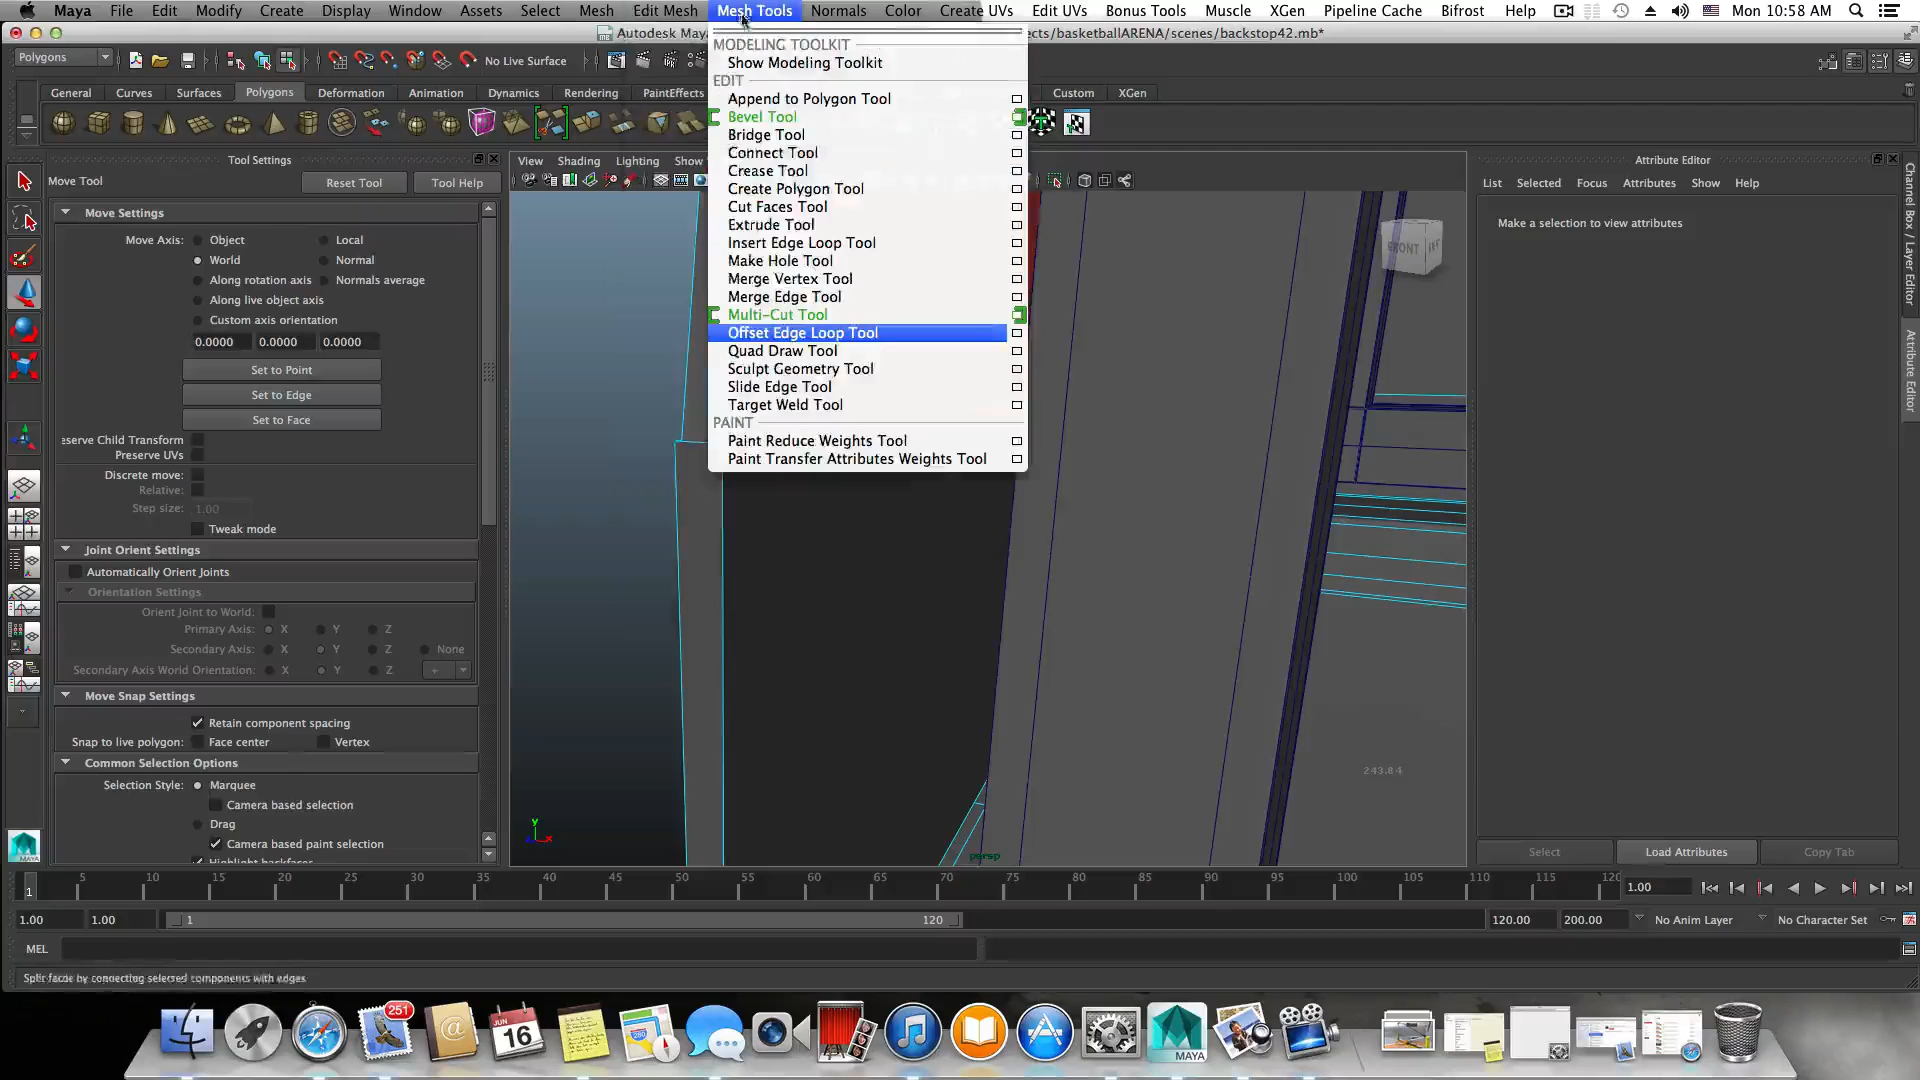 Maya File Edit Modify Create Display Window Assets Select Mesh Edit Mesh Mesh Tools Normals Color Create UVs Edit UVs Bonus Tools Muscle XGen Pipeline Cache Bifrost Help Mon 10:58 AM
Autodesk Maya
cts/basketballARENA/scenes/backstop42.mb*
Polygons
No Live Surface
General Curves Surfaces Polygons Deformation Animation Dynamics Rendering PaintEffects Custom XGen
MODELING TOOLKIT
Show Modeling Toolkit
EDIT
Append to Polygon Tool
Bevel Tool
Bridge Tool
Connect Tool
Crease Tool
Create Polygon Tool
Cut Faces Tool
Extrude Tool
Insert Edge Loop Tool
Make Hole Tool
Merge Vertex Tool
Merge Edge Tool
Multi-Cut Tool
Offset Edge Loop Tool
Quad Draw Tool
Sculpt Geometry Tool
Slide Edge Tool
Target Weld Tool
PAINT
Paint Reduce Weights Tool
Paint Transfer Attributes Weights Tool
Tool Settings
Move Tool
Reset Tool Tool Help
Move Settings
Move Axis: Object Local
World Normal
Along rotation axis Normals average
Along live object axis
Custom axis orientation
0.0000 0.0000 0.0000
Set to Point
Set to Edge
Set to Face
eserve Child Transform
Preserve UVs
Discrete move:
Relative:
Step size: 1.00
Tweak mode
Joint Orient Settings
Automatically Orient Joints
Orientation Settings
Orient Joint to World:
Primary Axis: X Y Z
Secondary Axis: X Y Z None
Secondary Axis World Orientation: X Y Z +
Move Snap Settings
Retain component spacing
Snap to live polygon: Face center Vertex
Common Selection Options
Selection Style: Marquee
Camera based selection
Drag
Camera based paint selection
Highlight backfaces
View Shading Lighting Show
FRONT
243.84
y
x
persp
Attribute Editor
List Selected Focus Attributes Show Help
Make a selection to view attributes
Channel Box / Layer Editor
Attribute Editor
Select Load Attributes Copy Tab
1 5 10 15 20 25 30 35 40 45 50 55 60 65 70 75 80 85 90 95 100 105 110 115 120 1.00
1.00 1.00 1 120 120.00 200.00 No Anim Layer No Character Set
MEL
Split faces by connecting selected components with edges
251
JUN
16
MAYA
MAYA